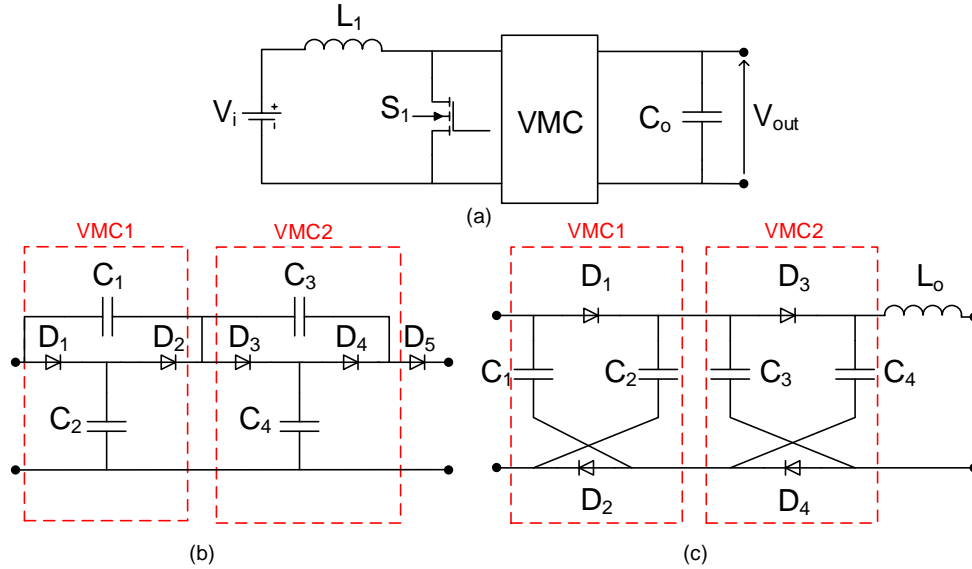 L1
Vi
+
S1
VMC
Co
Vout
(a)
VMC1 VMC2
C1 C3
D1 D2 D3 D4 D5
C2 C4
(b)
VMC1 VMC2
D1 D3 Lo
C1 C2 C3 C4
D2 D4
(c)